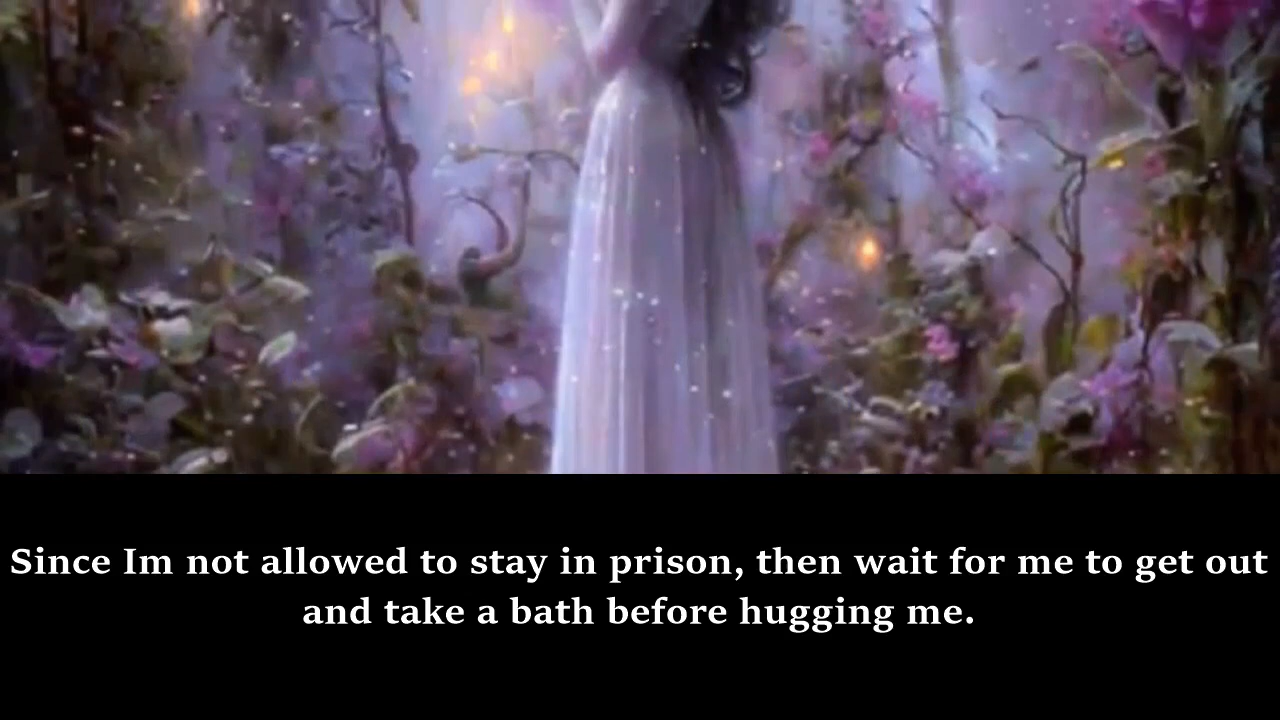 Since Im not allowed to stay in prison, then wait for me to get out
and take a bath before hugging me.